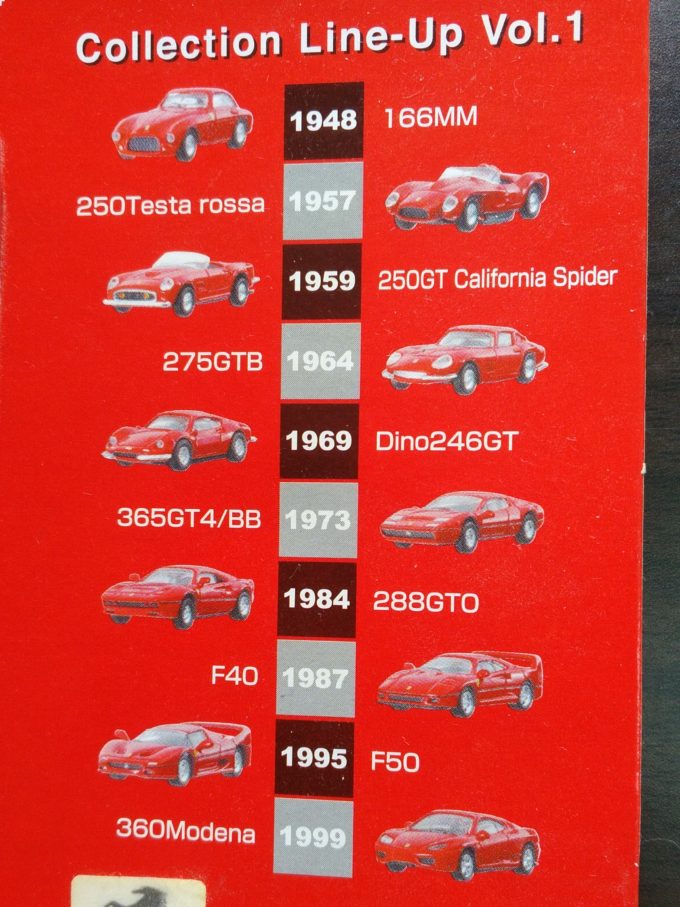 Collection Line-Up Vol.1
1948 166MM
250Testa rossa 1957
1959 250GT California Spider
275GTB 1964
1969 Dino246GT
365GT4/BB 1973
1984 288GTO
F40 1987
1995 F50
360Modena 1999